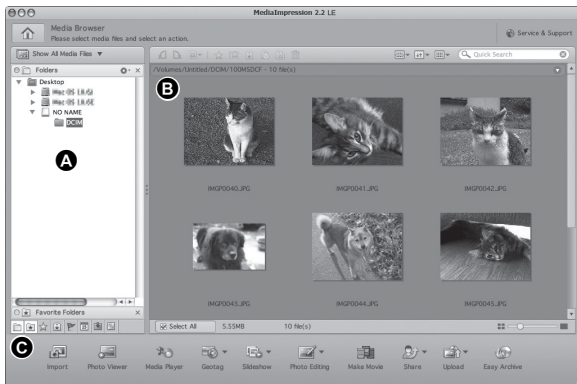 MediaImpression 2.2 LE
Media Browser
Please select media files and select an action.
Service & Support
Show All Media Files
Quick Search
Folders
/Volumes/Untitled/DCIM/100MSDCF - 10 file(s)
Desktop
NO NAME
DCIM
A
B
IMGP0040.JPG
IMGP0041.JPG
IMGP0042.JPG
IMGP0043.JPG
IMGP0044.JPG
IMGP0045.JPG
Favorite Folders
Select All
5.55MB
10 file(s)
C
Import
Photo Viewer
Media Player
Geotag
Slideshow
Photo Editing
Make Movie
Share
Upload
Easy Archive